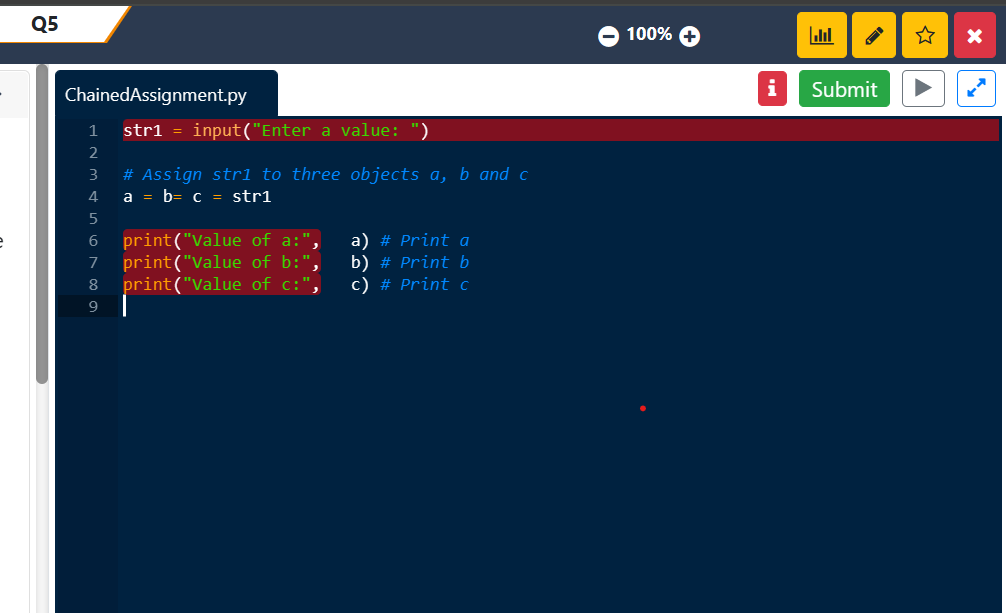 Q5
100%
ChainedAssignment.py
Submit
1 str1 = input("Enter a value: ")
2
3 # Assign str1 to three objects a, b and c
4 a = b= c = str1
5
6 print("Value of a:",   a) # Print a
7 print("Value of b:",   b) # Print b
8 print("Value of c:",   c) # Print c
9
e